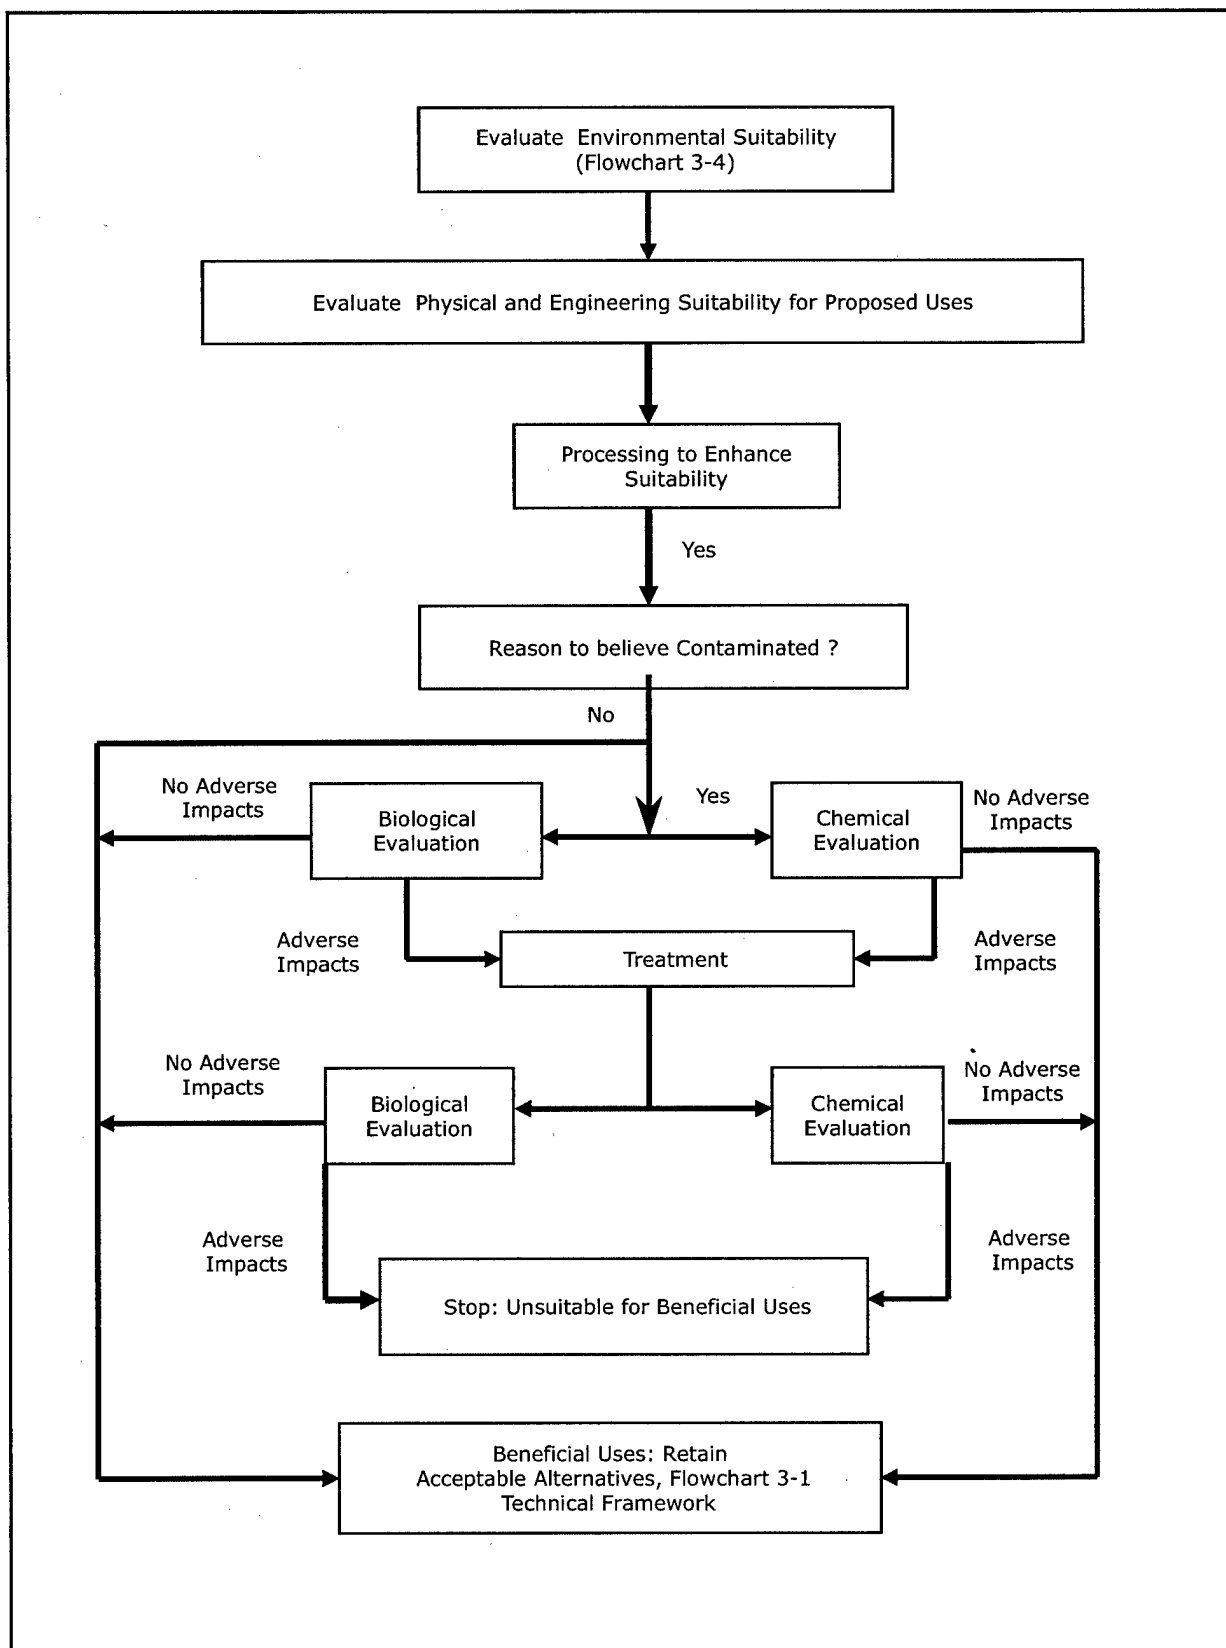 Evaluate Environmental Suitability
(Flowchart 3-4)
Evaluate Physical and Engineering Suitability for Proposed Uses
Processing to Enhance
Suitability
Yes
Reason to believe Contaminated ?
No
No Adverse
Impacts
Biological
Evaluation
Yes
Chemical
Evaluation
No Adverse
Impacts
Adverse
Impacts
Treatment
Adverse
Impacts
No Adverse
Impacts
Biological
Evaluation
Chemical
Evaluation
No Adverse
Impacts
Adverse
Impacts
Stop: Unsuitable for Beneficial Uses
Adverse
Impacts
Beneficial Uses: Retain
Acceptable Alternatives, Flowchart 3-1
Technical Framework